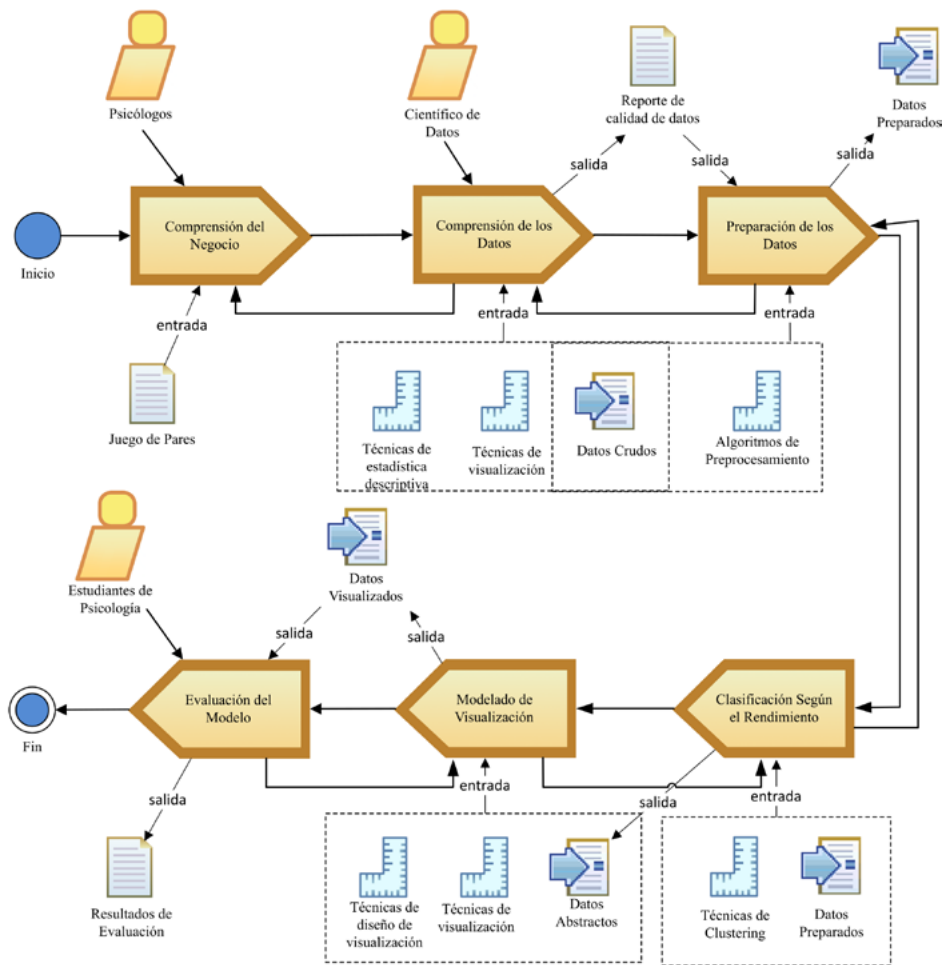 Psicólogos
Científico de
Datos
Reporte de
calidad de datos
Datos
Preparados
salida
salida
salida
Comprensión del
Negocio
Comprensión de los
Datos
Preparación de los
Datos
Inicio
entrada
entrada
entrada
Juego de Pares
Técnicas de
estadística
descriptiva
Técnicas de
visualización
Datos Crudos
Algoritmos de
Preprocesamiento
Estudiantes de
Psicología
Datos
Visualizados
salida
salida
Evaluación del
Modelo
Modelado de
Visualización
Clasificación Según
el Rendimiento
Fin
salida
entrada
salida
entrada
Resultados de
Evaluación
Técnicas de
diseño de
visualización
Técnicas de
visualización
Datos
Abstractos
Técnicas de
Clustering
Datos
Preparados